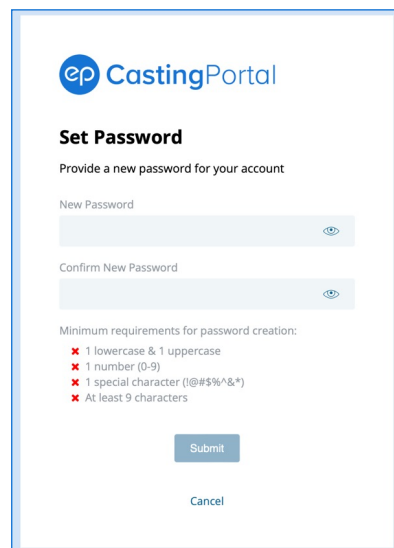 ep CastingPortal
Set Password
Provide a new password for your account
New Password
Confirm New Password
Minimum requirements for password creation:
✖ 1 lowercase & 1 uppercase
✖ 1 number (0-9)
✖ 1 special character (!@#$%^&*)
✖ At least 9 characters
Submit
Cancel